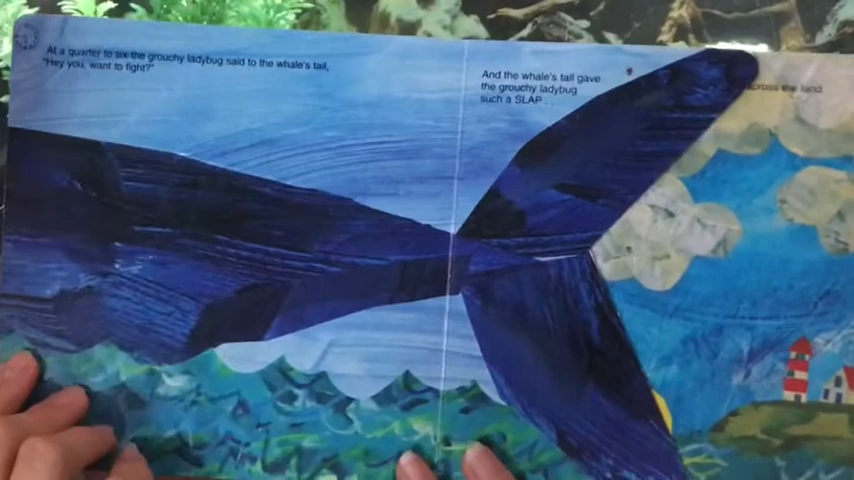 At a quarter to six the grouchy ladybug said to the whale's tail,
"Hey you, want to fight?"
And the whale's tail gave
the grouchy ladybug
such a SLAP . .
across the land